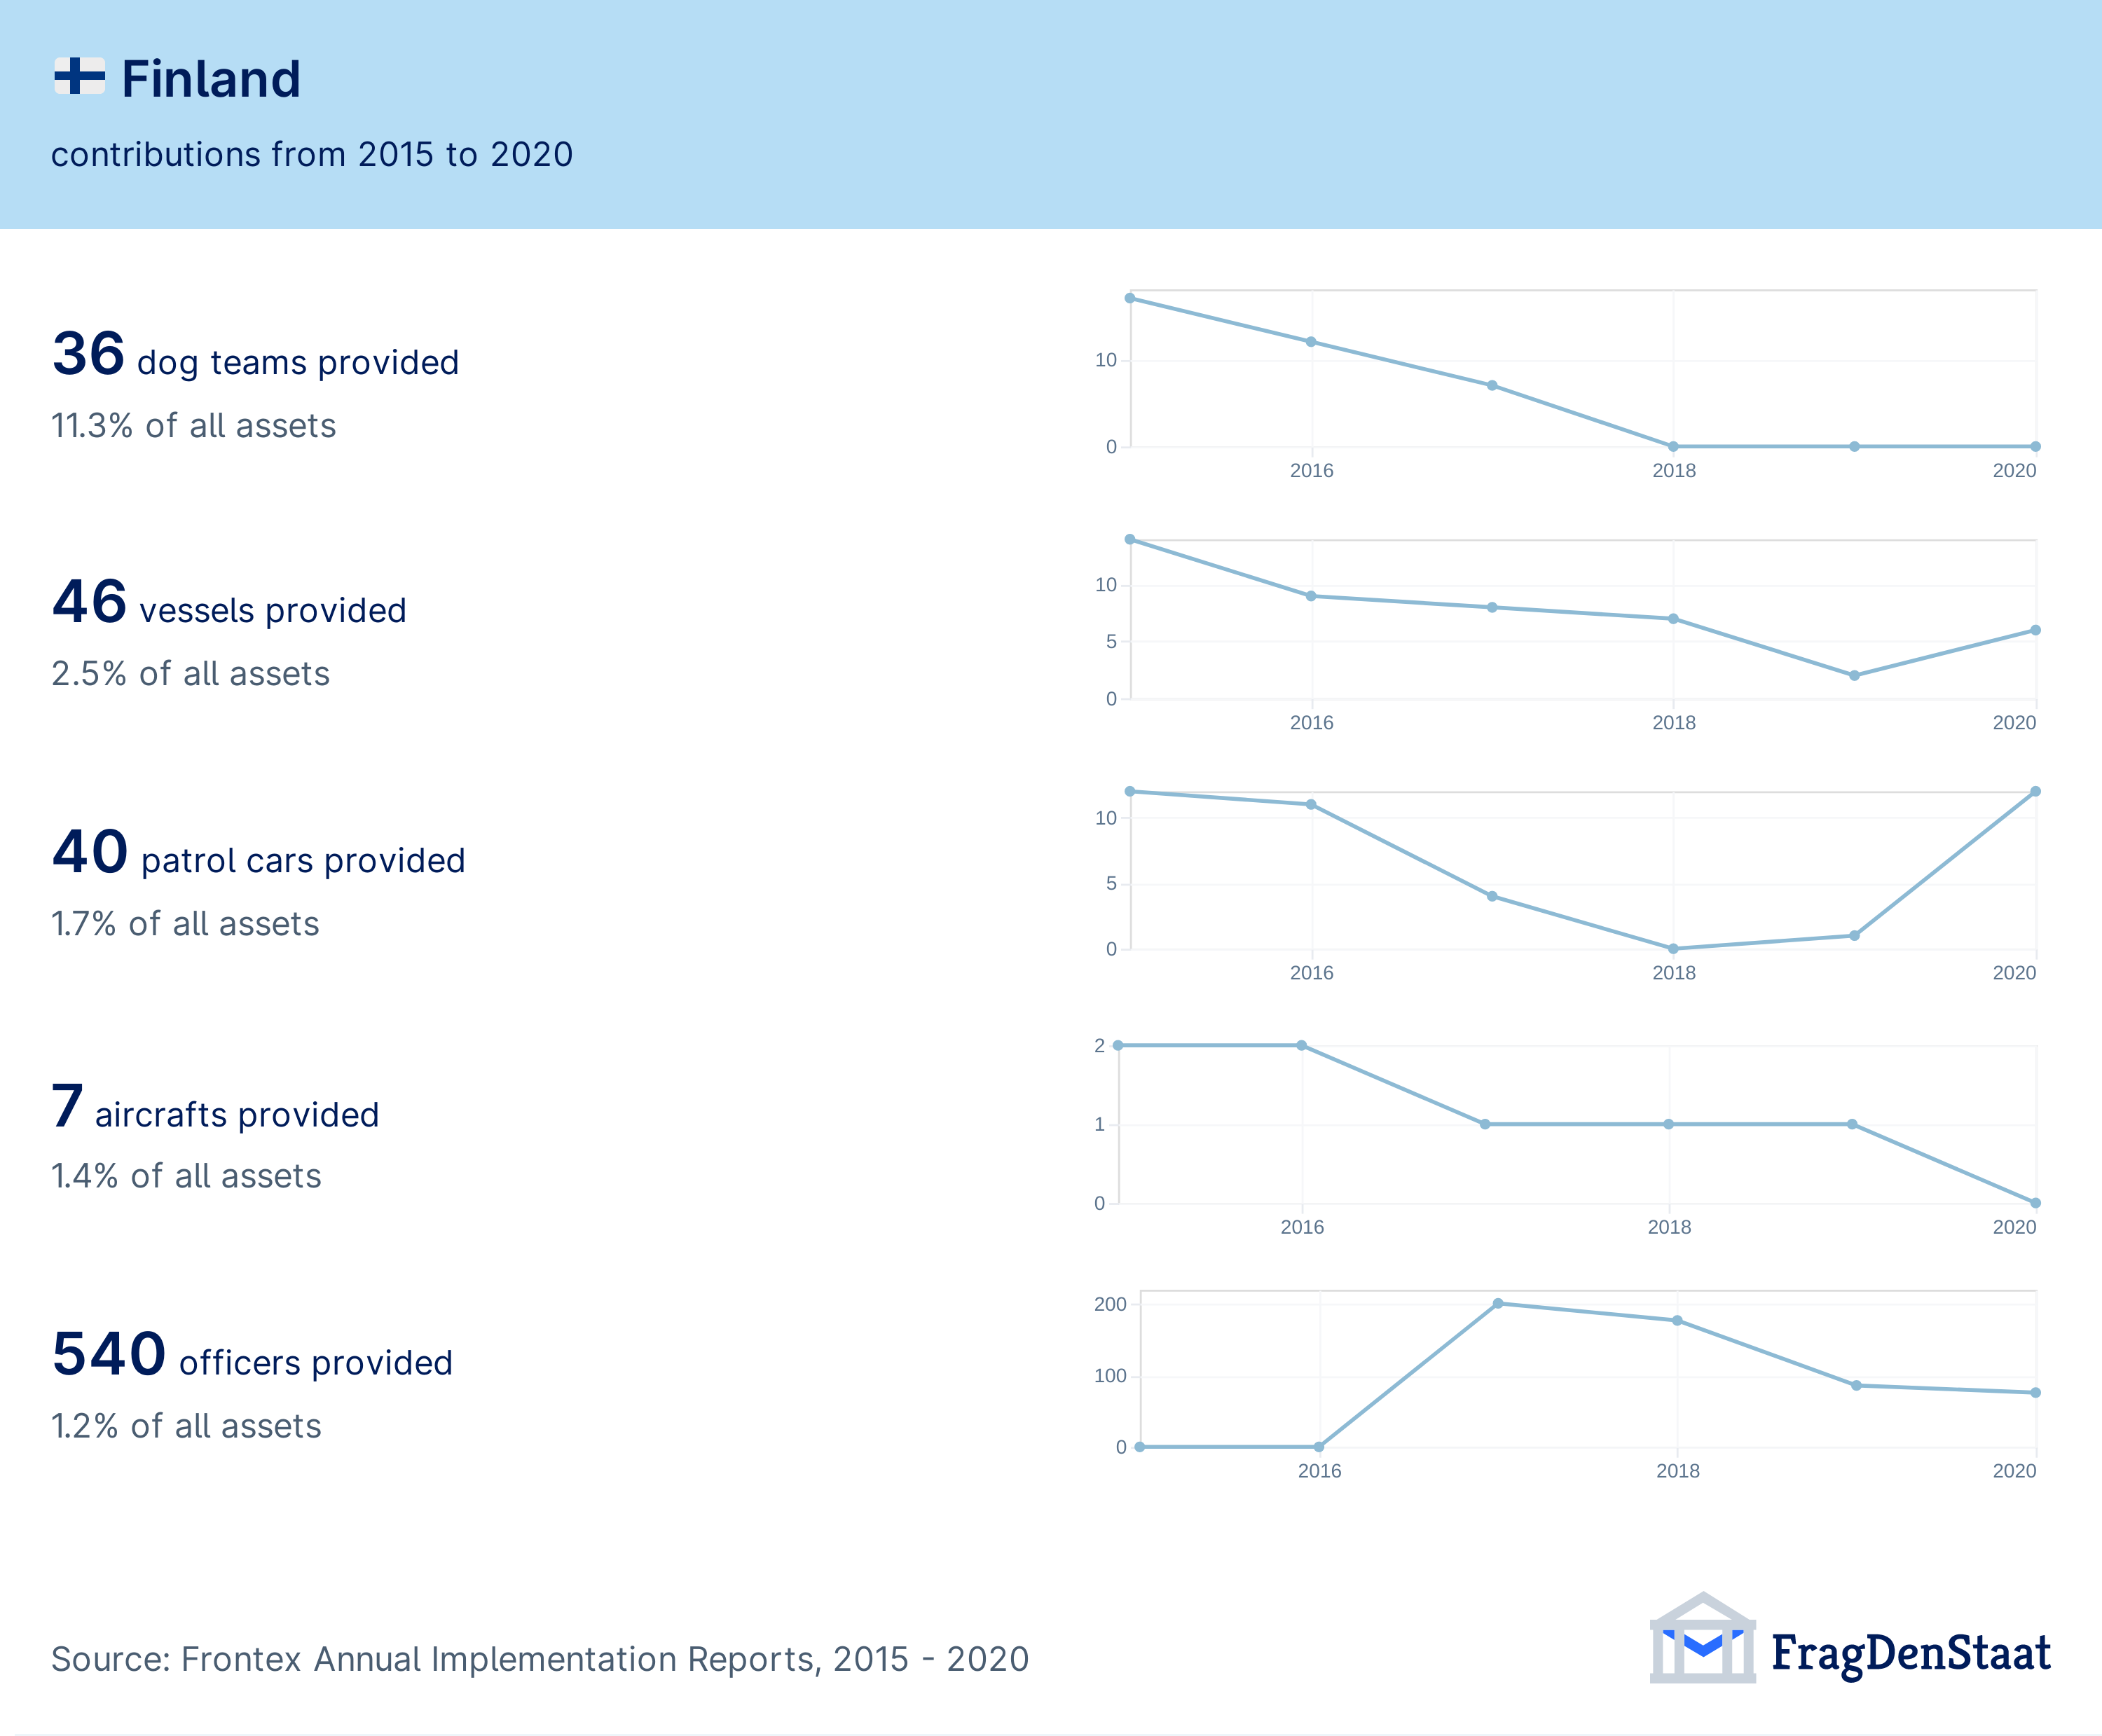 Finland
contributions from 2015 to 2020
36 dog teams provided
11.3% of all assets
10
0
2016 2018 2020
46 vessels provided
2.5% of all assets
10
5
0
2016 2018 2020
40 patrol cars provided
1.7% of all assets
10
5
0
2016 2018 2020
7 aircrafts provided
1.4% of all assets
2
1
0
2016 2018 2020
540 officers provided
1.2% of all assets
200
100
0
2016 2018 2020
Source: Frontex Annual Implementation Reports, 2015 - 2020
FragDenStaat